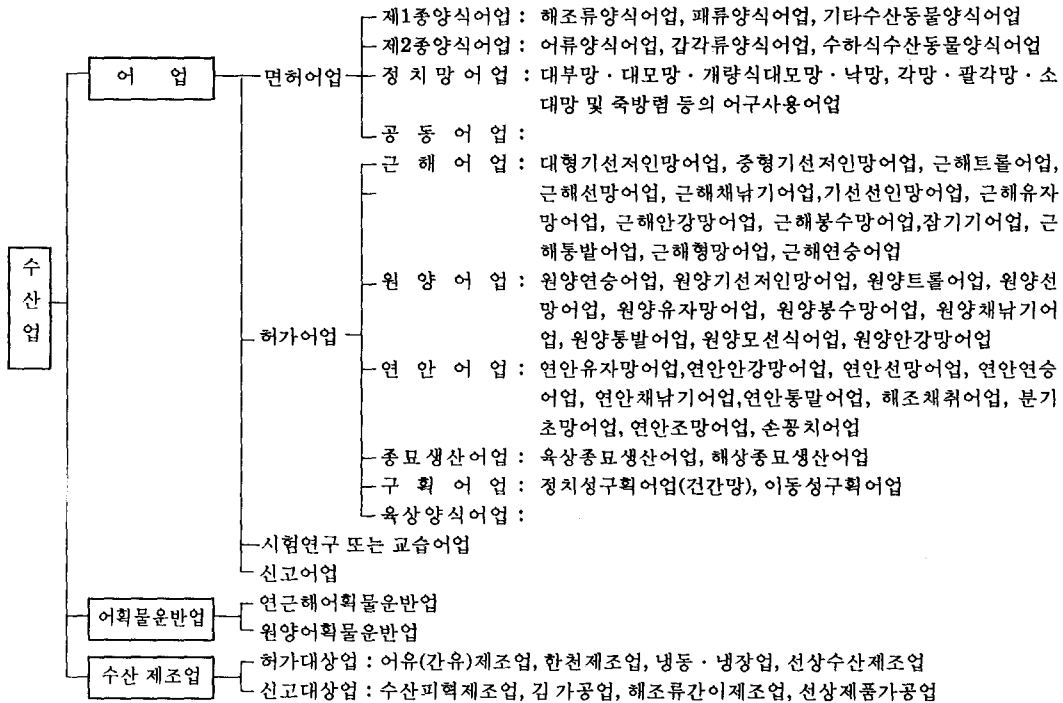 제1종양식어업 : 해조류양식어업, 패류양식어업, 기타수산동물양식어업
제2종양식어업 : 어류양식어업, 갑각류양식어업, 수하식수산동물양식어업
어 업
면허어업
정 치 망 어 업 : 대부망·대모망·개량식대모망·낙망, 각망·팔각망·소
대망 및 죽방렴 등의 어구사용어업
공 동 어 업 :
근 해 어 업 : 대형기선저인망어업, 중형기선저인망어업, 근해트롤어업,
근해선망어업, 근해채낚기어업,기선선인망어업, 근해유자
망어업, 근해안강망어업, 근해봉수망어업,잠기기어업, 근
해통발어업, 근해형망어업, 근해연승어업
수산업
원 양 어 업 : 원양연승어업, 원양기선저인망어업, 원양트롤어업, 원양선
망어업, 원양유자망어업, 원양봉수망어업, 원양채낚기어
업, 원양통발어업, 원양모선식어업, 원양안강망어업
허가어업
연 안 어 업 : 연안유자망어업,연안안강망어업, 연안선망어업, 연안연승
어업, 연안채낚기어업,연안통말어업, 해조채취어업, 분기
초망어업, 연안조망어업, 손꽁치어업
종묘생산어업 : 육상종묘생산어업, 해상종묘생산어업
구 획 어 업 : 정치성구획어업(건간망), 이동성구획어업
육상양식어업 :
시험연구 또는 교습어업
신고어업
어획물운반업
연근해어획물운반업
원양어획물운반업
수산 제조업
허가대상업 : 어유(간유)제조업, 한천제조업, 냉동·냉장업, 선상수산제조업
신고대상업 : 수산피혁제조업, 김 가공업, 해조류간이제조업, 선상제품가공업